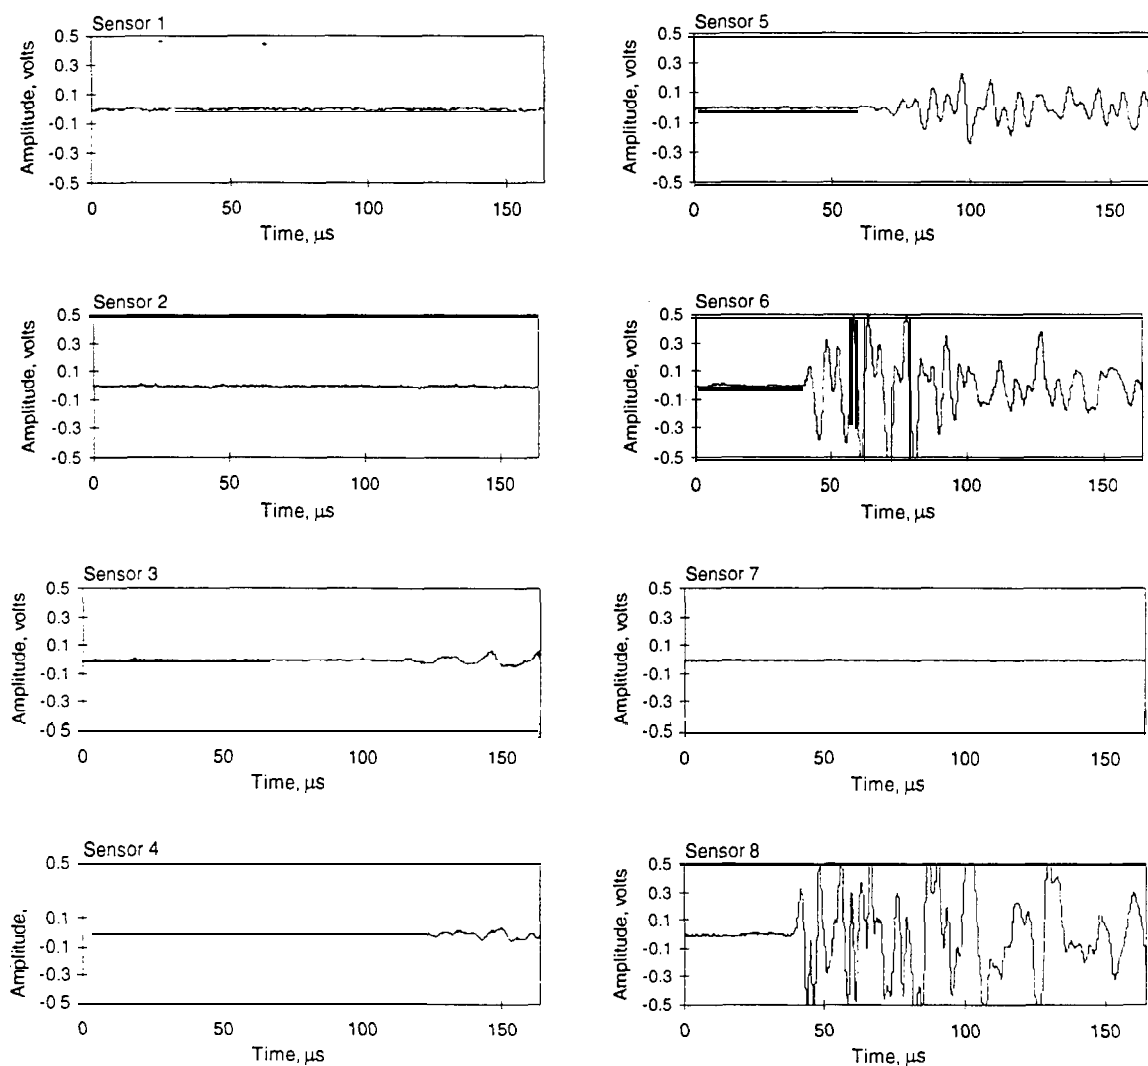 Sensor 1
0.5
0.3
0.1
-0.1
-0.3
-0.5
Amplitude, volts
0 50 100 150
Time, μs
Sensor 2
0.5
0.3
0.1
-0.1
-0.3
-0.5
Amplitude, volts
0 50 100 150
Time, μs
Sensor 3
0.5
0.3
0.1
-0.1
-0.3
-0.5
Amplitude, volts
0 50 100 150
Time, μs
Sensor 4
0.5
0.1
-0.1
-0.3
-0.5
Amplitude,
0 50 100 150
Time, μs
Sensor 5
0.5
0.3
0.1
-0.1
-0.3
-0.5
Amplitude, volts
0 50 100 150
Time, μs
Sensor 6
0.5
0.3
0.1
-0.1
-0.3
-0.5
Amplitude, volts
0 50 100 150
Time, μs
Sensor 7
0.5
0.3
0.1
-0.1
-0.3
-0.5
Amplitude, volts
0 50 100 150
Time, μs
Sensor 8
0.5
0.3
0.1
-0.1
-0.3
-0.5
Amplitude, volts
0 50 100 150
Time, μs